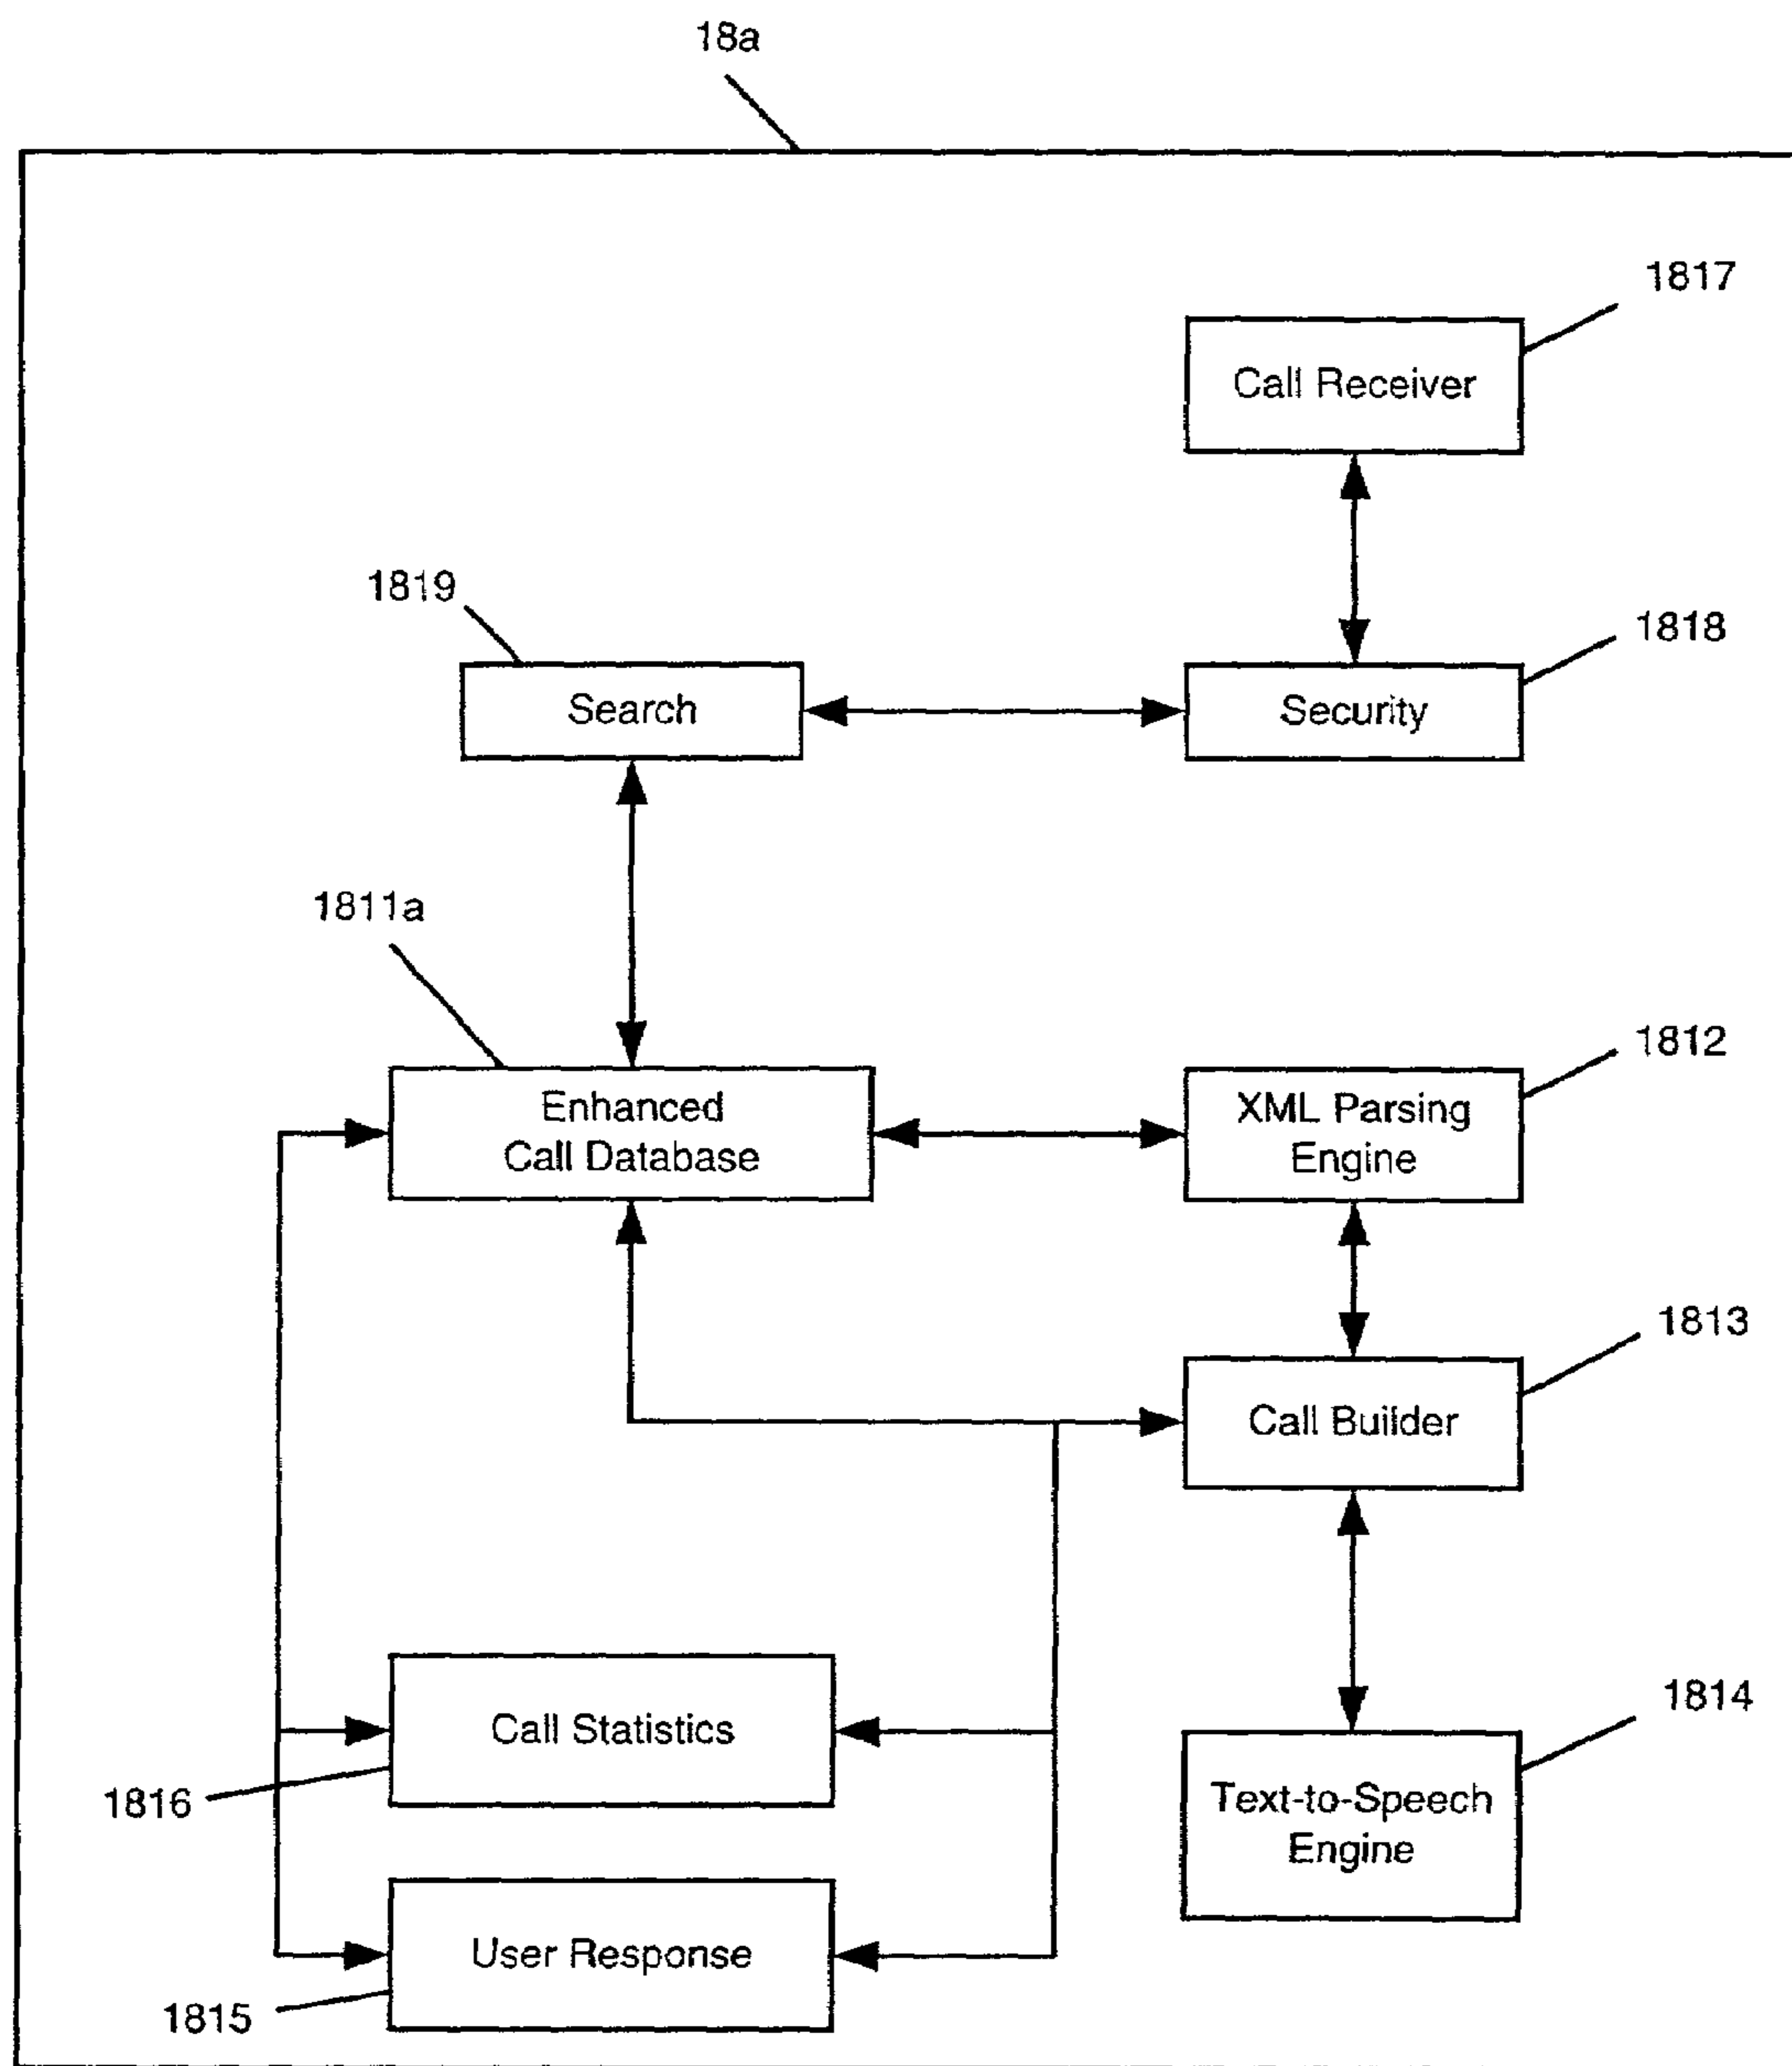 18a
1817
Call Receiver
1819
1818
Search
Security
1811a
1812
Enhanced
Call Database
XML Parsing
Engine
1813
Call Builder
1814
Call Statistics
1816
Text-to-Speech
Engine
User Response
1815